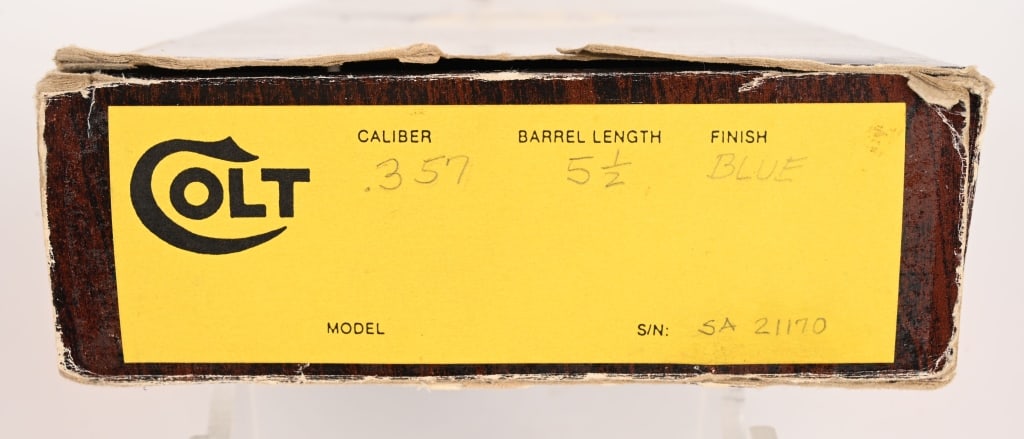 COLT
CALIBER BARREL LENGTH FINISH
.357 5 1/2 BLUE
MODEL S/N: SA 21170